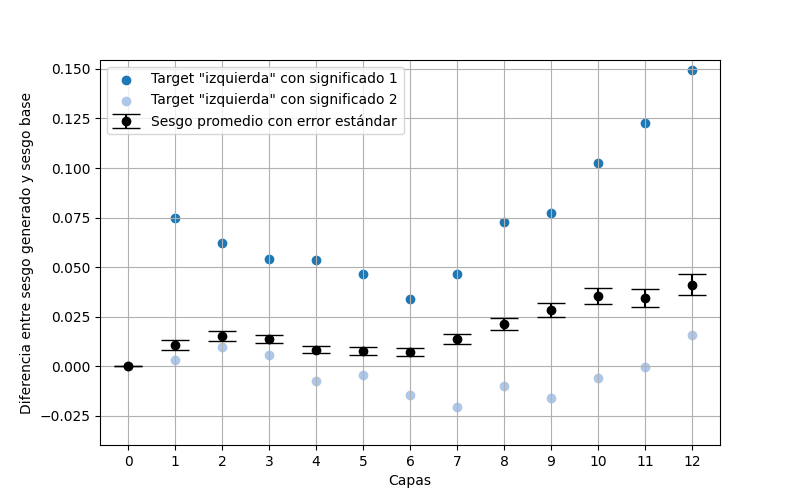 Target "izquierda" con significado 1
Target "izquierda" con significado 2
Sesgo promedio con error estándar
Diferencia entre sesgo generado y sesgo base
0.150
0.125
0.100
0.075
0.050
0.025
0.000
−0.025
0 1 2 3 4 5 6 7 8 9 10 11 12
Capas